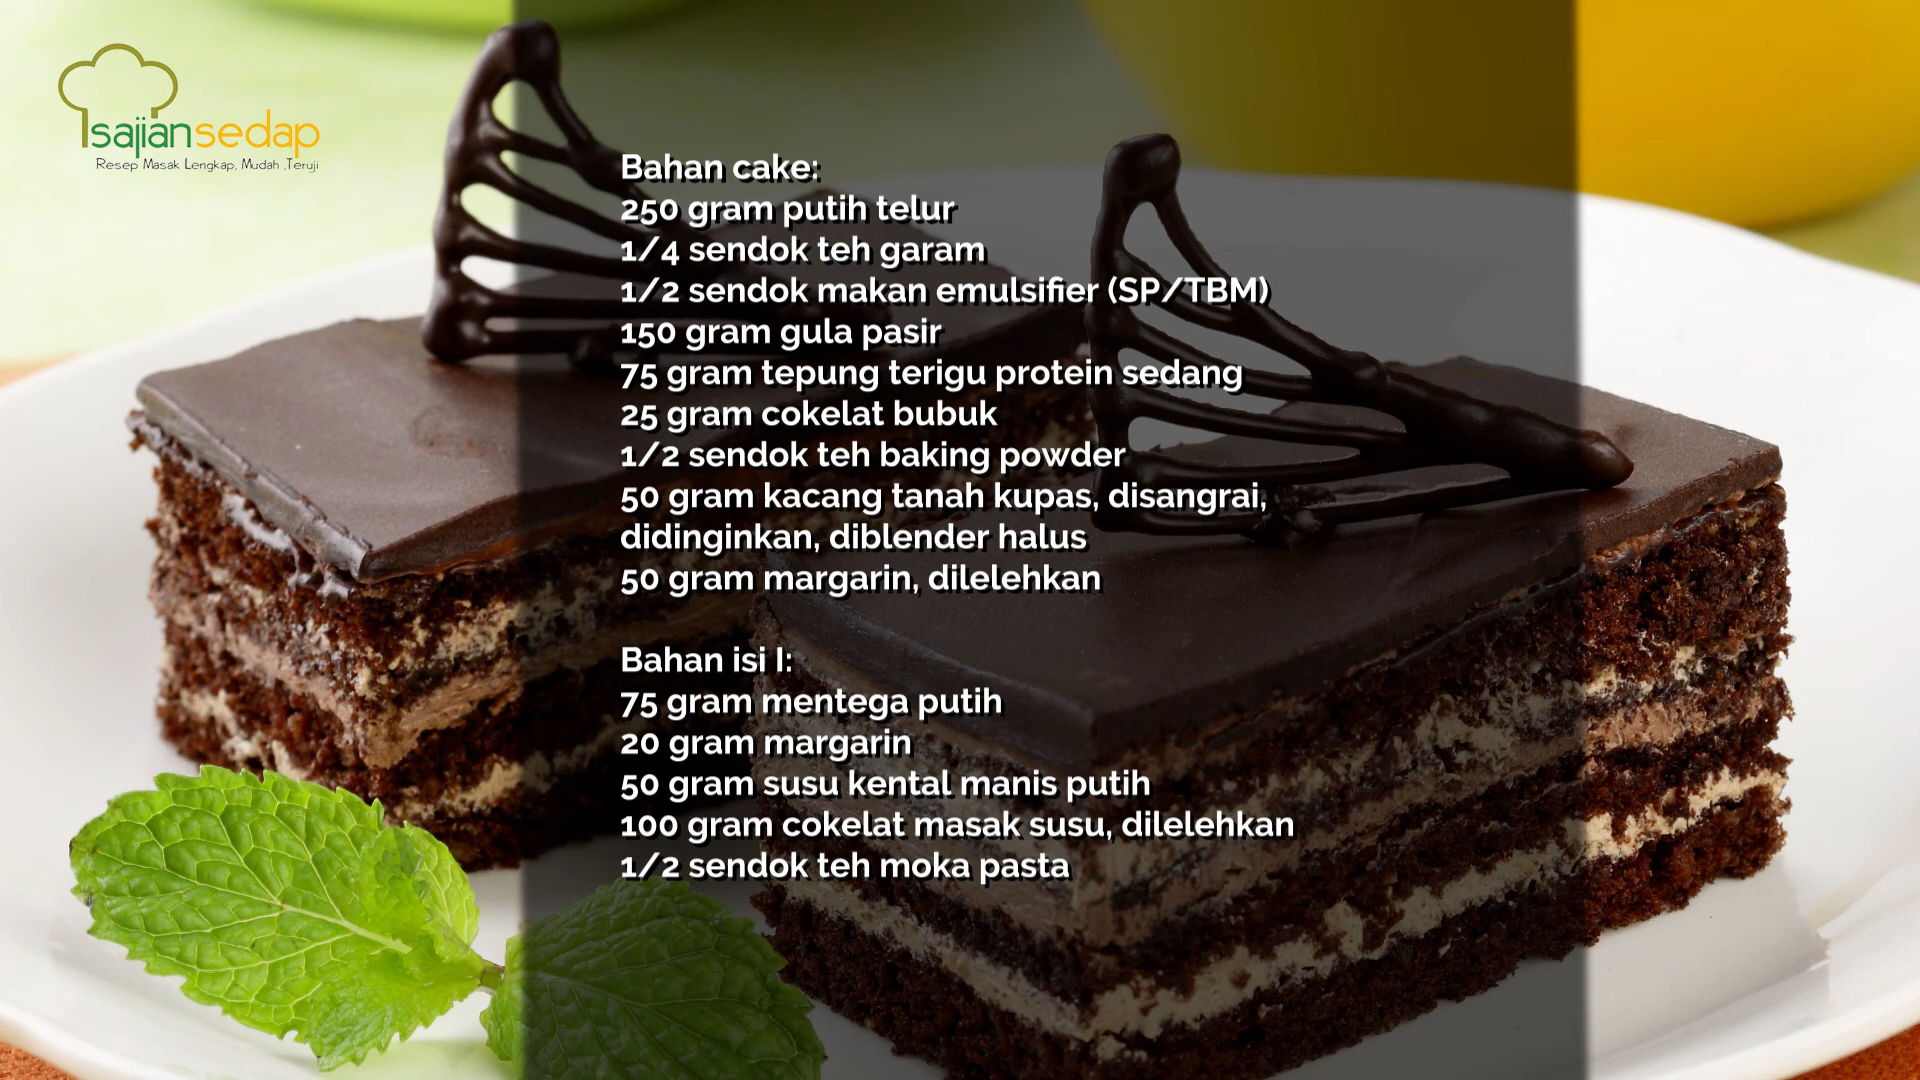 sajiansedap
Resep Masak Lengkap, Mudah ,Teruji
Bahan cake:
250 gram putih telur
1/4 sendok teh garam
1/2 sendok makan emulsifier (SP/TBM)
150 gram gula pasir
75 gram tepung terigu protein sedang
25 gram cokelat bubuk
1/2 sendok teh baking powder
50 gram kacang tanah kupas, disangrai,
didinginkan, diblender halus
50 gram margarin, dilelehkan
Bahan isi I:
75 gram mentega putih
20 gram margarin
50 gram susu kental manis putih
100 gram cokelat masak susu, dilelehkan
1/2 sendok teh moka pasta